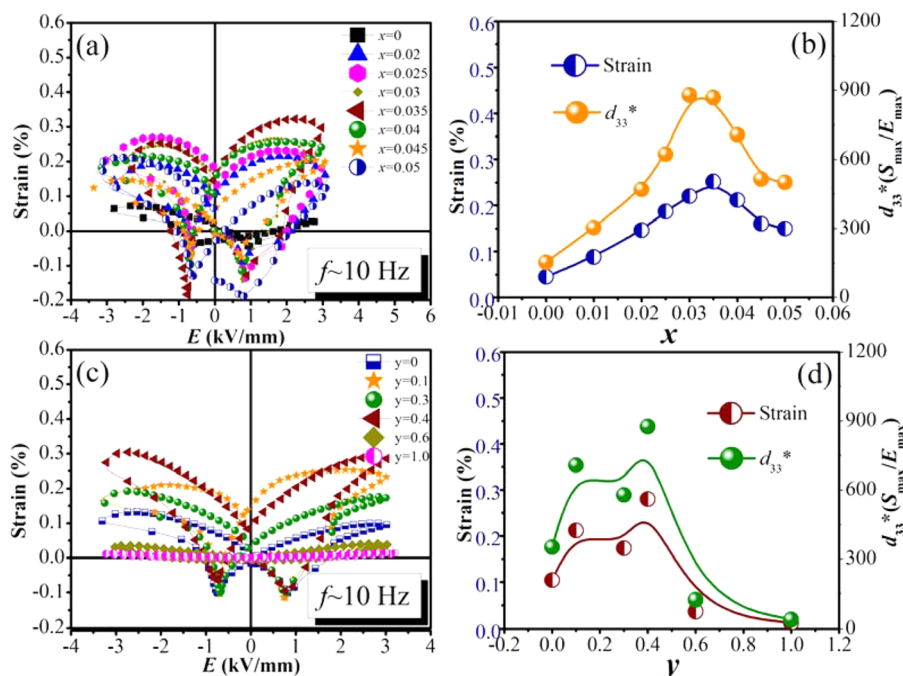 (a)
0.6
0.5
0.4
0.3
0.2
0.1
0.0
-0.1
-0.2
Strain (%)
-4 -3 -2 -1 0 1 2 3 4 5 6
E (kV/mm)
x=0
x=0.02
x=0.025
x=0.03
x=0.035
x=0.04
x=0.045
x=0.05
f~10 Hz
(b)
0.6
0.5
0.4
0.3
0.2
0.1
0.0
Strain (%)
Strain
d33*
1200
900
600
300
0
d33*(Smax/Emax)
-0.01 0.00 0.01 0.02 0.03 0.04 0.05 0.06
x
(c)
0.6
0.5
0.4
0.3
0.2
0.1
0.0
-0.1
-0.2
Strain (%)
-4 -3 -2 -1 0 1 2 3 4
E (kV/mm)
y=0
y=0.1
y=0.3
y=0.4
y=0.6
y=1.0
f~10 Hz
(d)
0.6
0.5
0.4
0.3
0.2
0.1
0.0
Strain (%)
Strain
d33*
1200
900
600
300
0
d33*(Smax/Emax)
-0.2 0.0 0.2 0.4 0.6 0.8 1.0 1.2
y